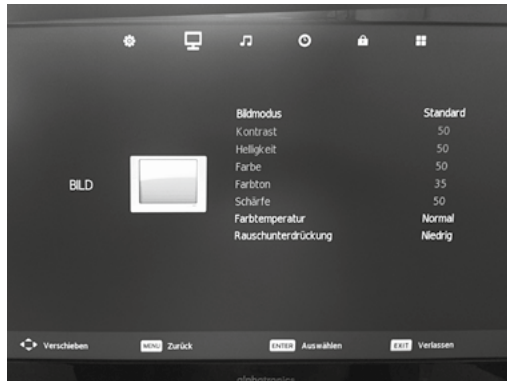 Bildmodus Standard
Kontrast 50
Helligkeit 50
Farbe 50
BILD
Farbton 35
Schärfe 50
Farbtemperatur Normal
Rauschunterdrückung Niedrig
Verschieben MENU Zurück ENTER Auswählen EXIT Verlassen
alphatronics